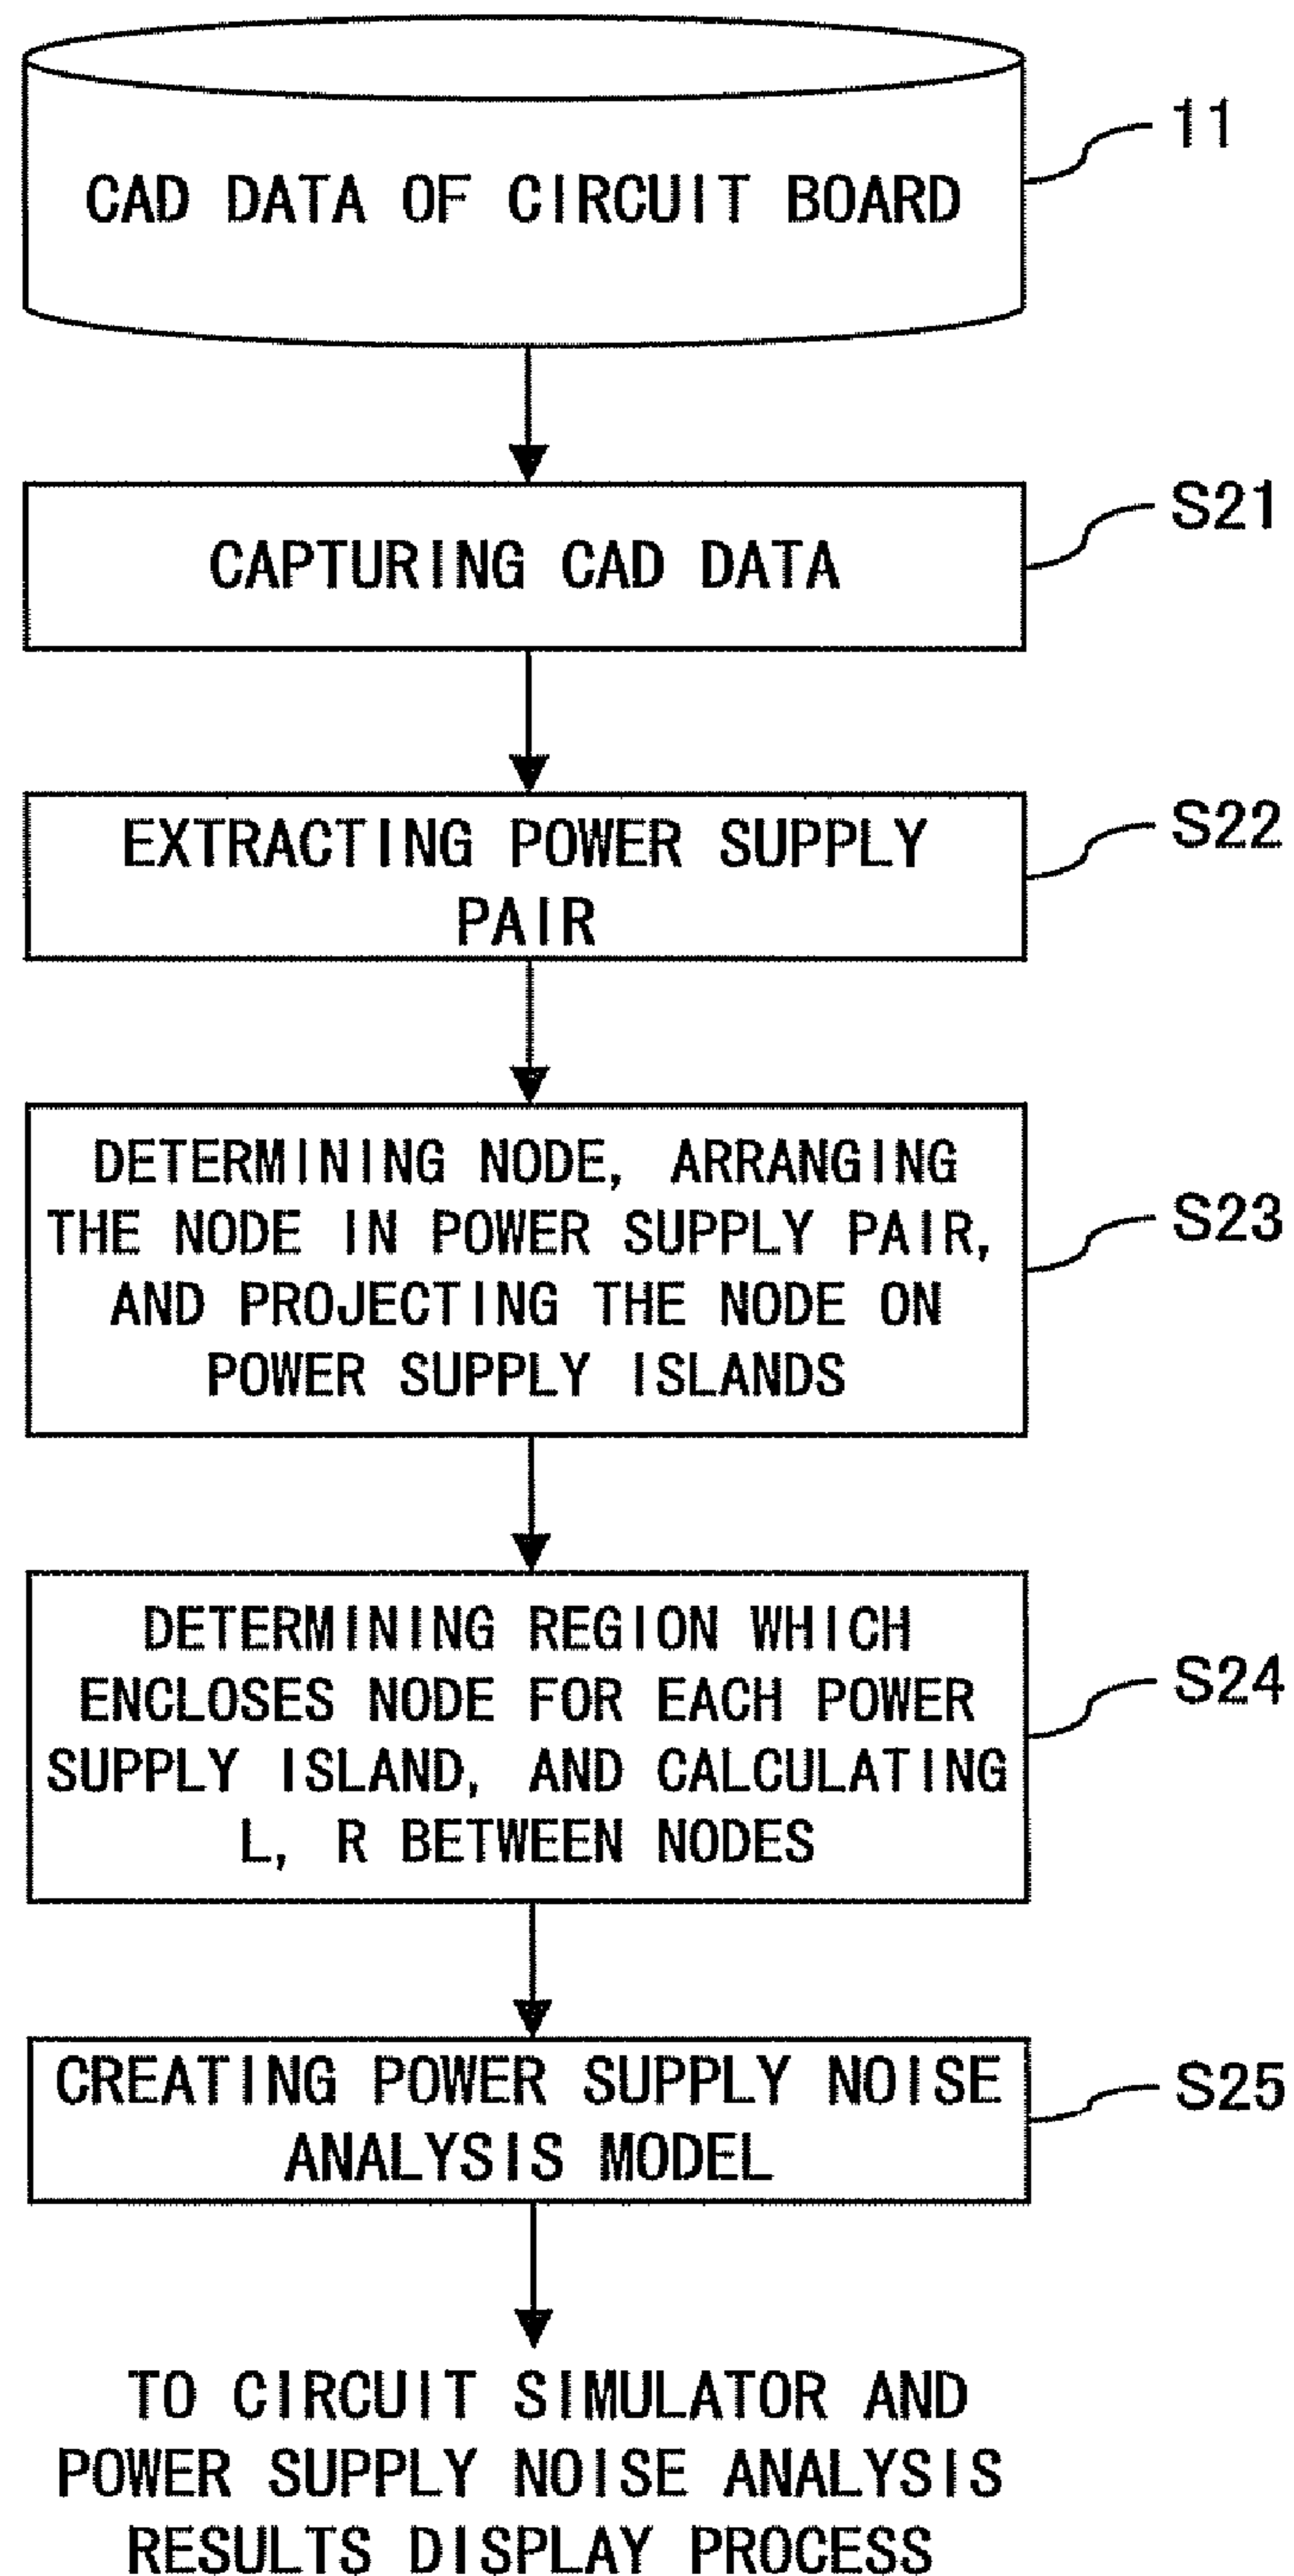 CAD DATA OF CIRCUIT BOARD
11
CAPTURING CAD DATA
S21
EXTRACTING POWER SUPPLY
PAIR
S22
DETERMINING NODE, ARRANGING
THE NODE IN POWER SUPPLY PAIR,
AND PROJECTING THE NODE ON
POWER SUPPLY ISLANDS
S23
DETERMINING REGION WHICH
ENCLOSES NODE FOR EACH POWER
SUPPLY ISLAND, AND CALCULATING
L, R BETWEEN NODES
S24
CREATING POWER SUPPLY NOISE
ANALYSIS MODEL
S25
TO CIRCUIT SIMULATOR AND
POWER SUPPLY NOISE ANALYSIS
RESULTS DISPLAY PROCESS